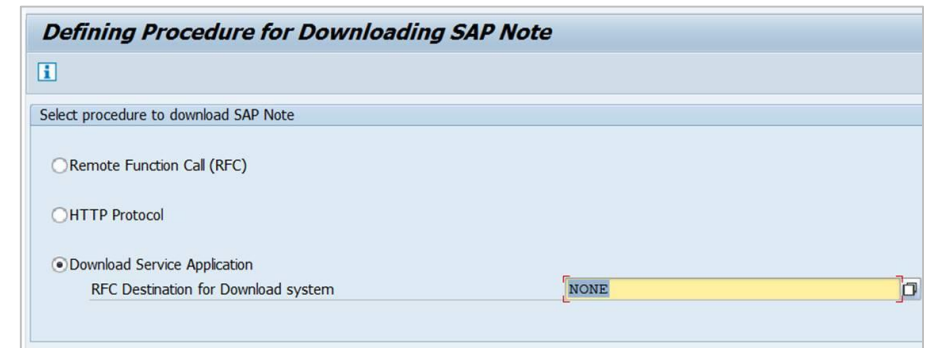 Defining Procedure for Downloading SAP Note
Select procedure to download SAP Note
Remote Function Call (RFC)
HTTP Protocol
Download Service Application
RFC Destination for Download system NONE